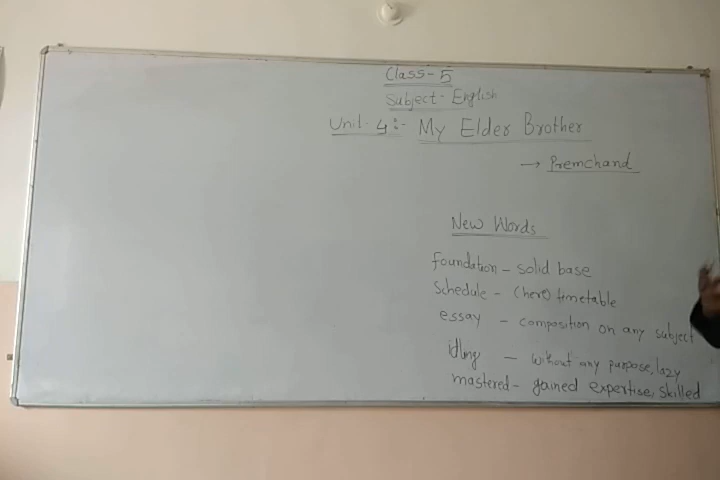 Class-5
Subject- English
Unit-4:- My Elder Brother
→ Premchand
New Words
foundation - solid base
Schedule - (here) timetable
essay - composition on any subject
idling - without any purpose, lazy
mastered - gained expertise, skilled